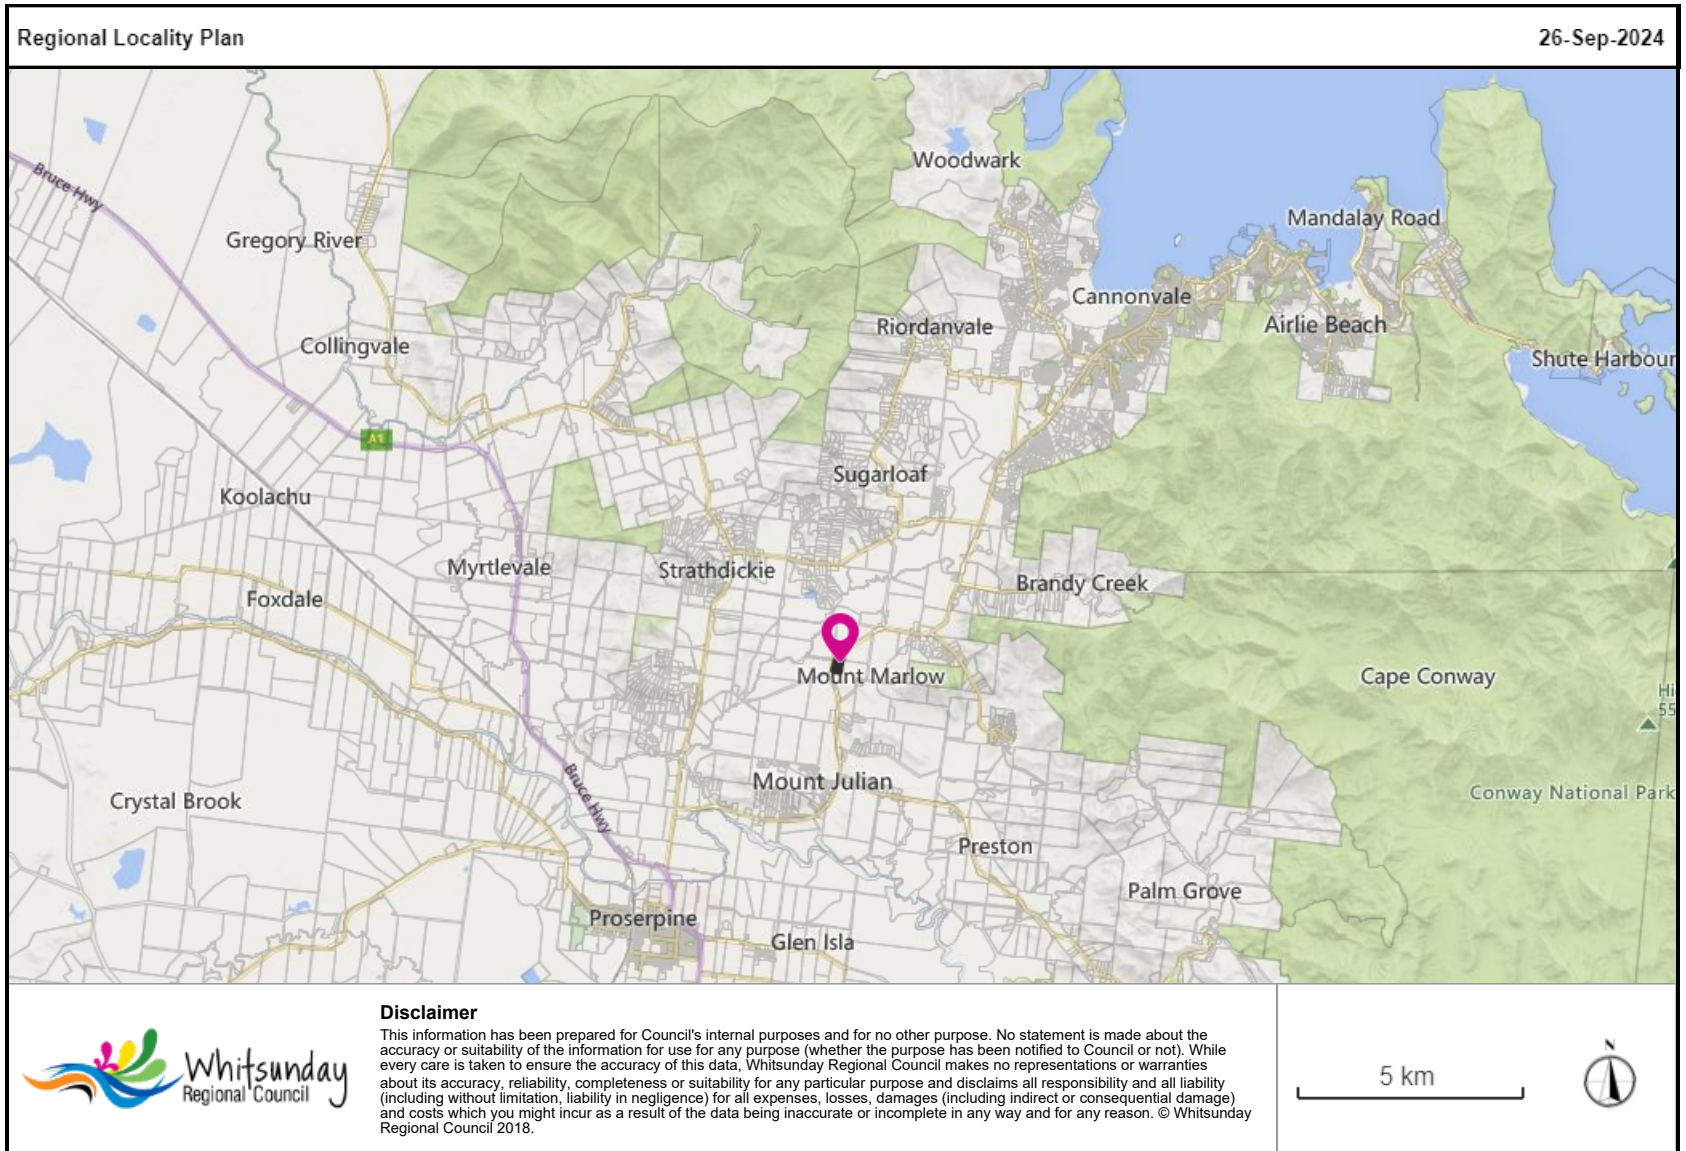 Regional Locality Plan
26-Sep-2024
Woodwark
Bruce Hwy
Mandalay Road
Gregory River
Cannonvale
Riordanvale
Airlie Beach
Collingvale
Shute Harbour
A1
Sugarloaf
Koolachu
Myrtlevale
Strathdickie
Brandy Creek
Foxdale
Mount Marlow
Cape Conway
Hi
55
Mount Julian
Bruce Hwy
Crystal Brook
Conway National Park
Preston
Palm Grove
Proserpine
Glen Isla
Whitsunday
Regional Council
Disclaimer
This information has been prepared for Council's internal purposes and for no other purpose. No statement is made about the
accuracy or suitability of the information for use for any purpose (whether the purpose has been notified to Council or not). While
every care is taken to ensure the accuracy of this data, Whitsunday Regional Council makes no representations or warranties
about its accuracy, reliability, completeness or suitability for any particular purpose and disclaims all responsibility and all liability
(including without limitation, liability in negligence) for all expenses, losses, damages (including indirect or consequential damage)
and costs which you might incur as a result of the data being inaccurate or incomplete in any way and for any reason. © Whitsunday
Regional Council 2018.
5 km
N